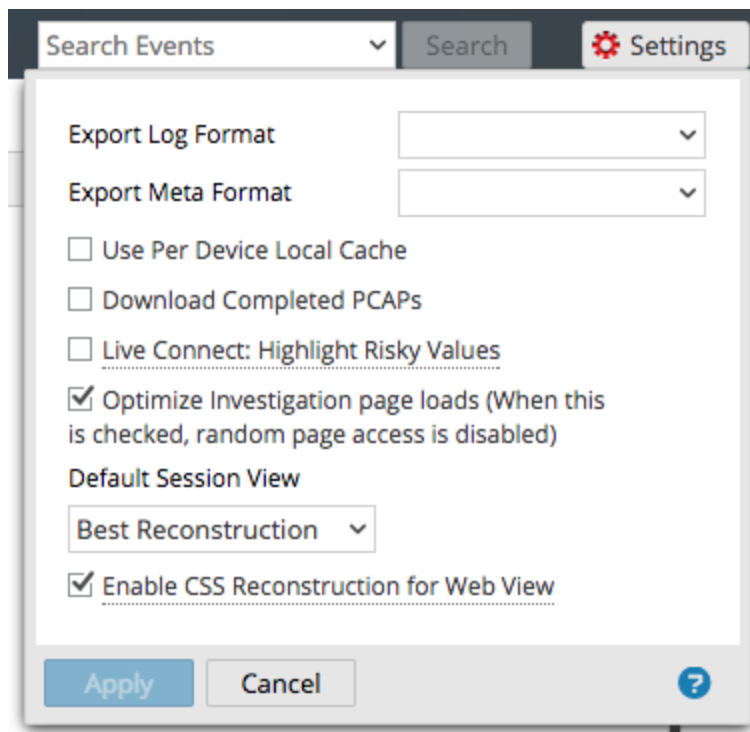 Search Events
Search
Settings
Export Log Format
Export Meta Format
Use Per Device Local Cache
Download Completed PCAPs
Live Connect: Highlight Risky Values
Optimize Investigation page loads (When this
is checked, random page access is disabled)
Default Session View
Best Reconstruction
Enable CSS Reconstruction for Web View
Apply
Cancel
?